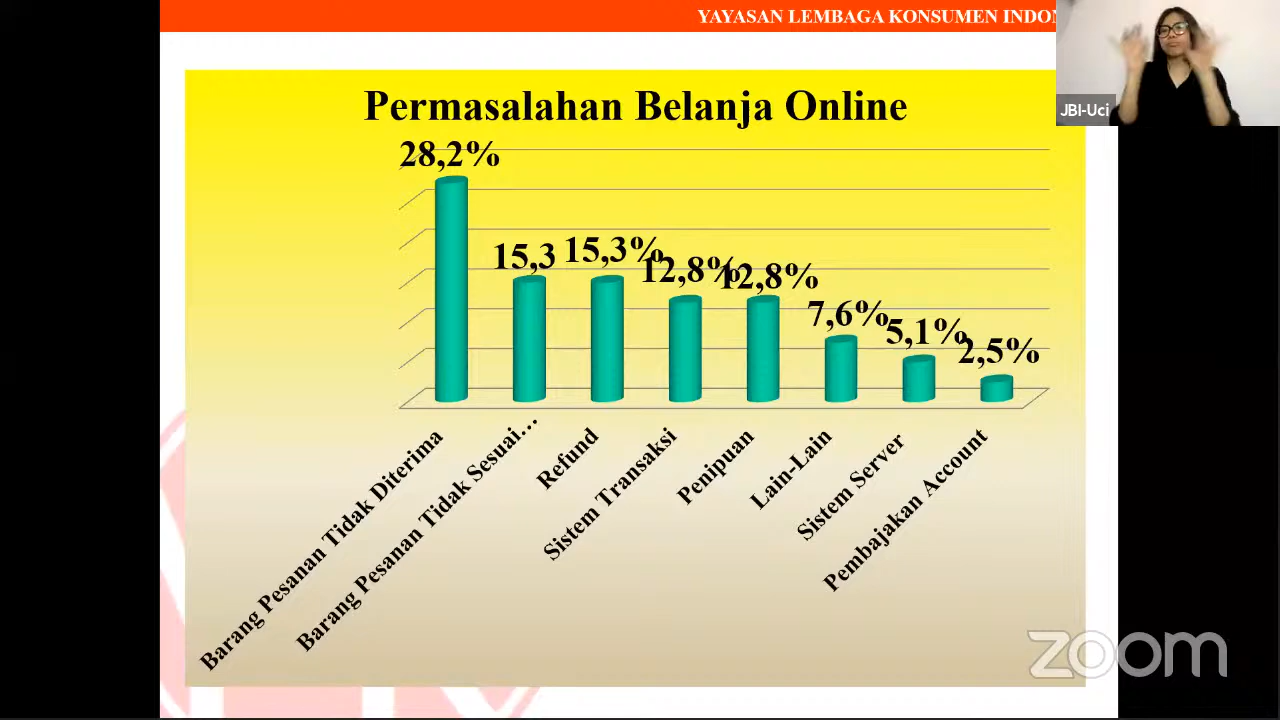 YAYASAN LEMBAGA KONSUMEN
JBI-Uci
Permasalahan Belanja Online
28,2%
15,3
15,3%
12,8%
12,8%
7,6%
5,1%
2,5%
Barang Pesanan Tidak Diterima
Barang Pesanan Tidak Sesuai…
Refund
Sistem Transaksi
Penipuan
Lain-Lain
Sistem Server
Pembajakan Account
zoom